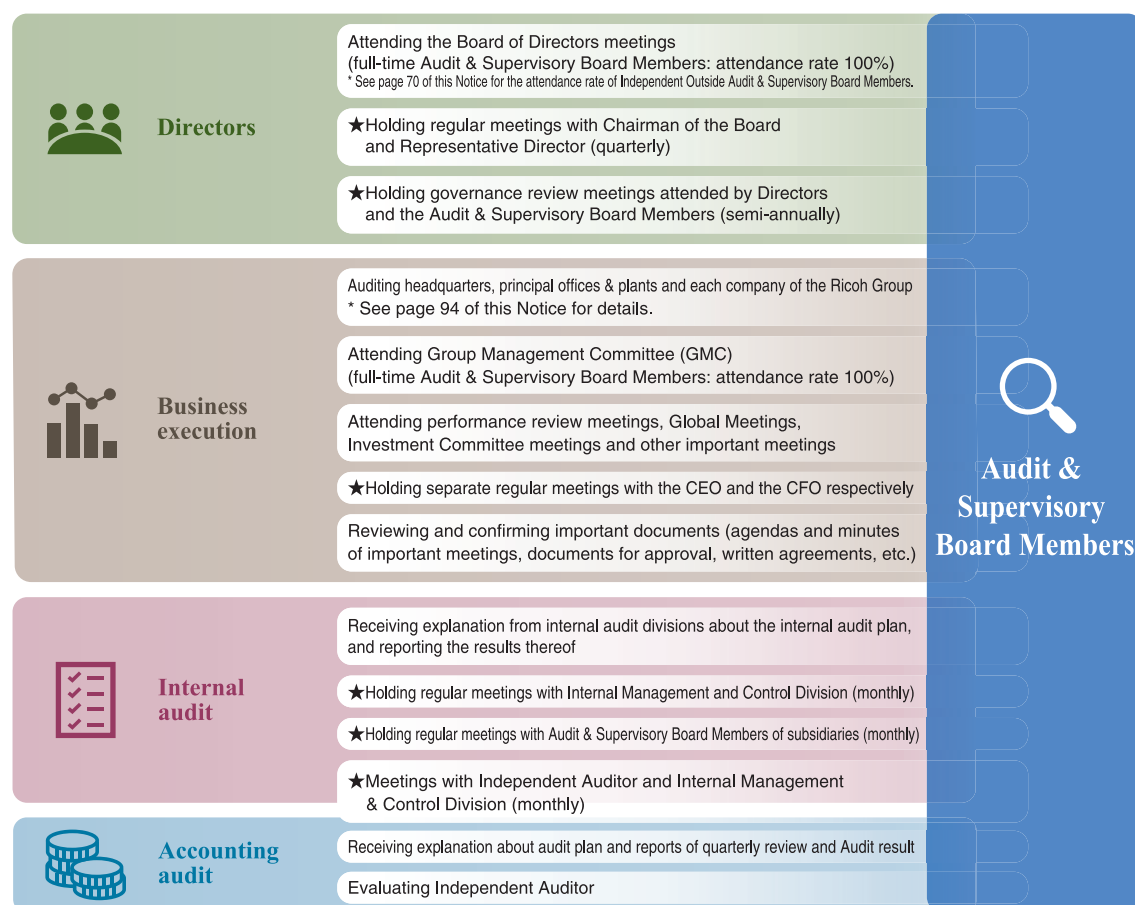 Directors
Attending the Board of Directors meetings
(full-time Audit & Supervisory Board Members: attendance rate 100%)
* See page 70 of this Notice for the attendance rate of Independent Outside Audit & Supervisory Board Members.
★Holding regular meetings with Chairman of the Board
and Representative Director (quarterly)
★Holding governance review meetings attended by Directors
and the Audit & Supervisory Board Members (semi-annually)
Business
execution
Auditing headquarters, principal offices & plants and each company of the Ricoh Group
* See page 94 of this Notice for details.
Attending Group Management Committee (GMC)
(full-time Audit & Supervisory Board Members: attendance rate 100%)
Attending performance review meetings, Global Meetings,
Investment Committee meetings and other important meetings
★Holding separate regular meetings with the CEO and the CFO respectively
Reviewing and confirming important documents (agendas and minutes
of important meetings, documents for approval, written agreements, etc.)
Internal
audit
Receiving explanation from internal audit divisions about the internal audit plan,
and reporting the results thereof
★Holding regular meetings with Internal Management and Control Division (monthly)
★Holding regular meetings with Audit & Supervisory Board Members of subsidiaries (monthly)
★Meetings with Independent Auditor and Internal Management
& Control Division (monthly)
Accounting
audit
Receiving explanation about audit plan and reports of quarterly review and Audit result
Evaluating Independent Auditor
Audit &
Supervisory
Board Members